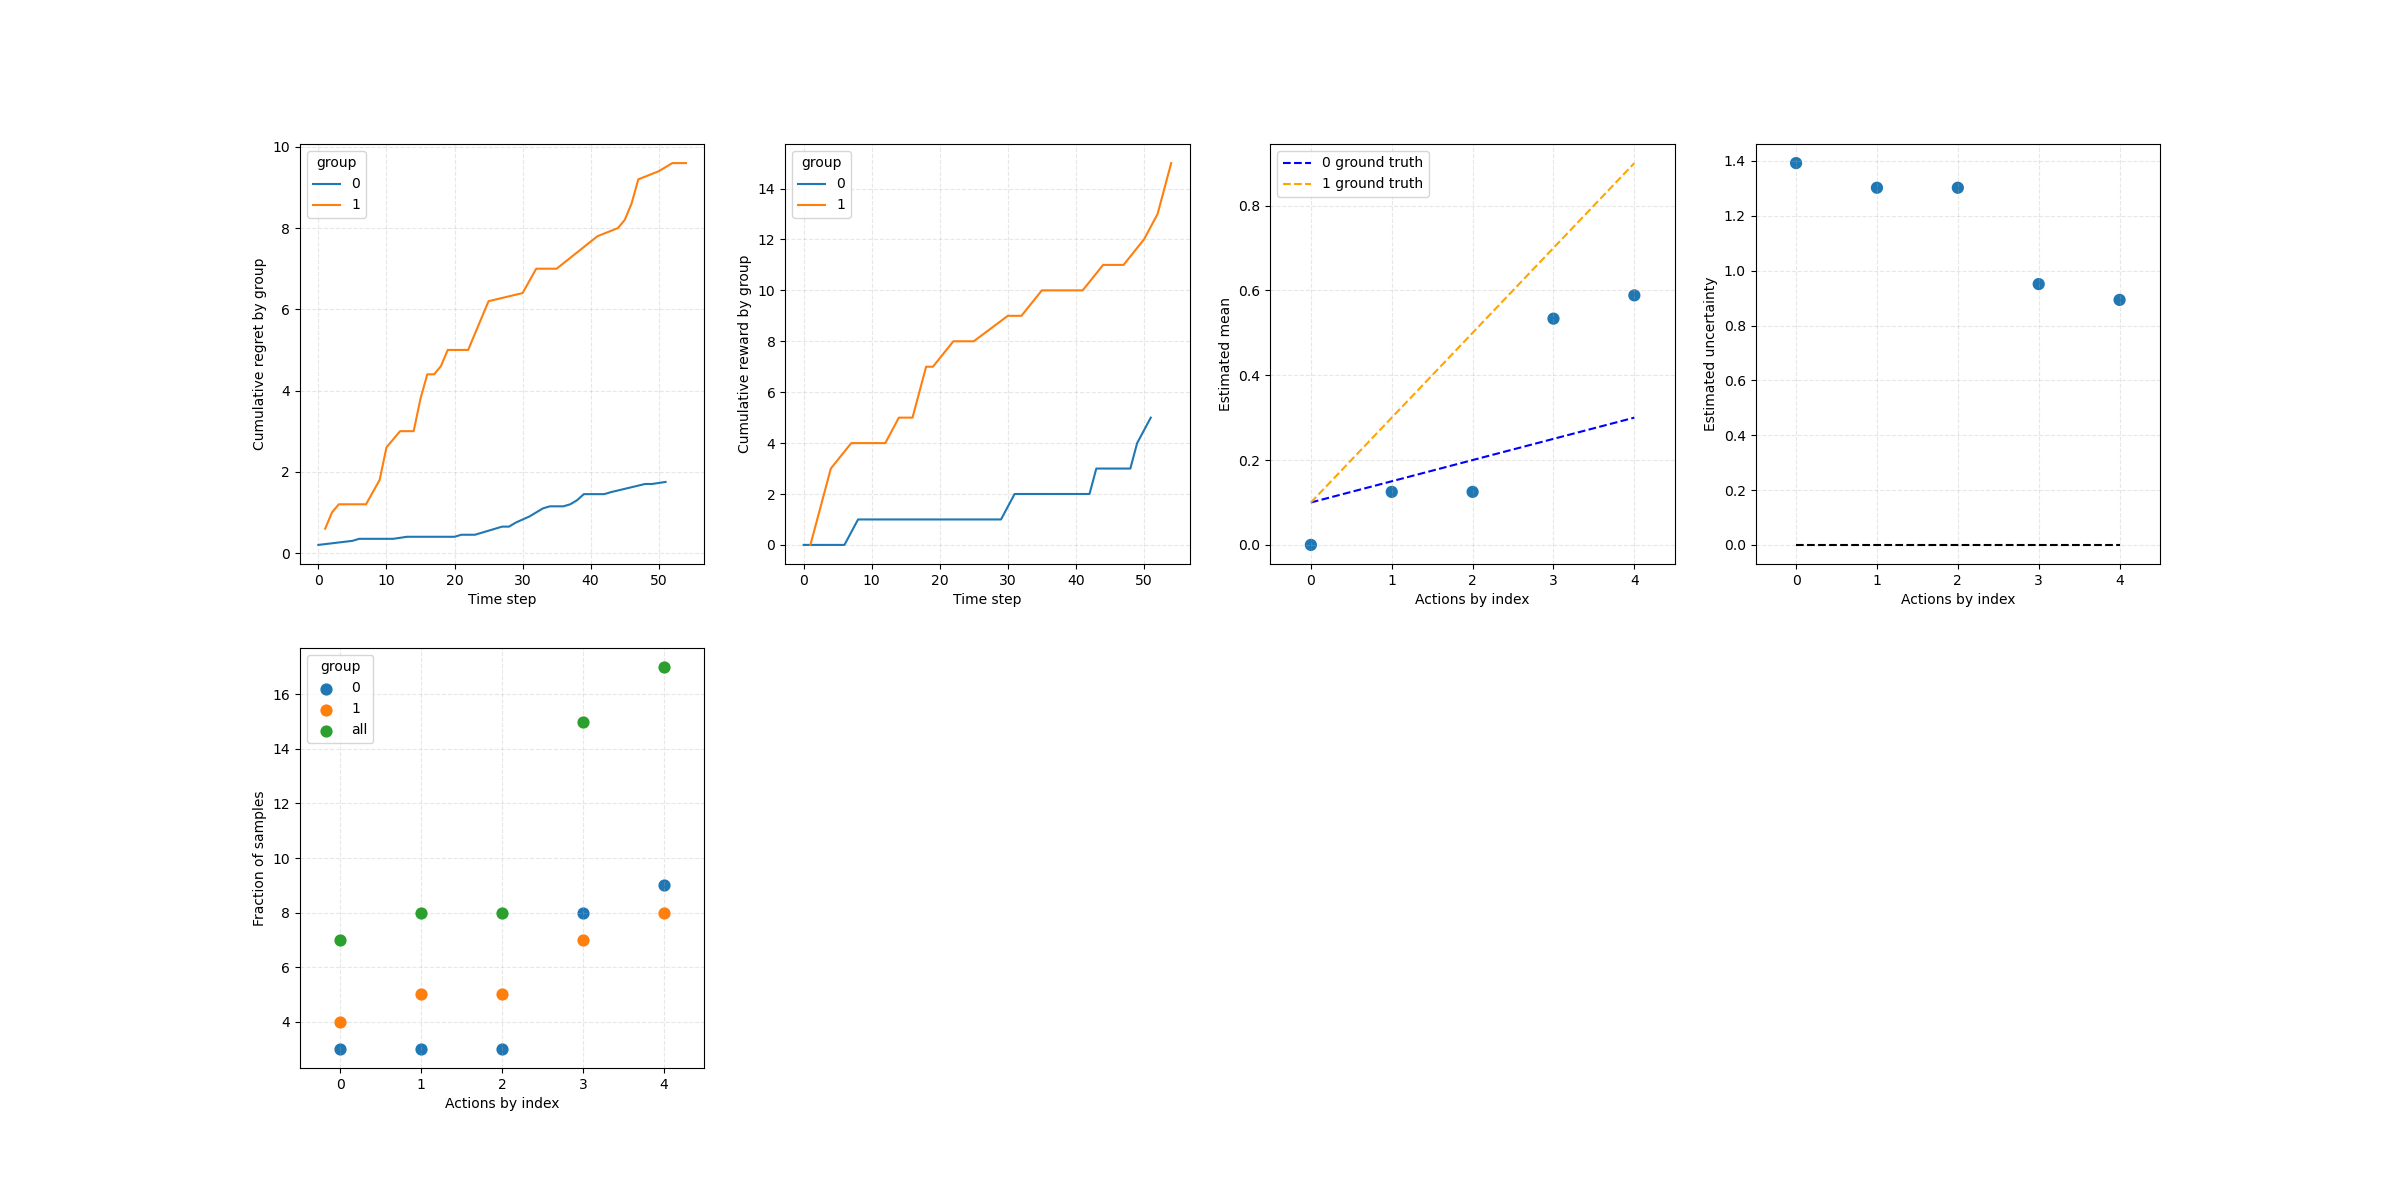 group
0
1
10
8
6
4
2
0
Cumulative regret by group
0 10 20 30 40 50
Time step
group
0
1
14
12
10
8
6
4
2
0
Cumulative reward by group
0 10 20 30 40 50
Time step
0 ground truth
1 ground truth
0.8
0.6
0.4
0.2
0.0
Estimated mean
0 1 2 3 4
Actions by index
1.4
1.2
1.0
0.8
0.6
0.4
0.2
0.0
Estimated uncertainty
0 1 2 3 4
Actions by index
group
0
1
all
16
14
12
10
8
6
4
Fraction of samples
0 1 2 3 4
Actions by index